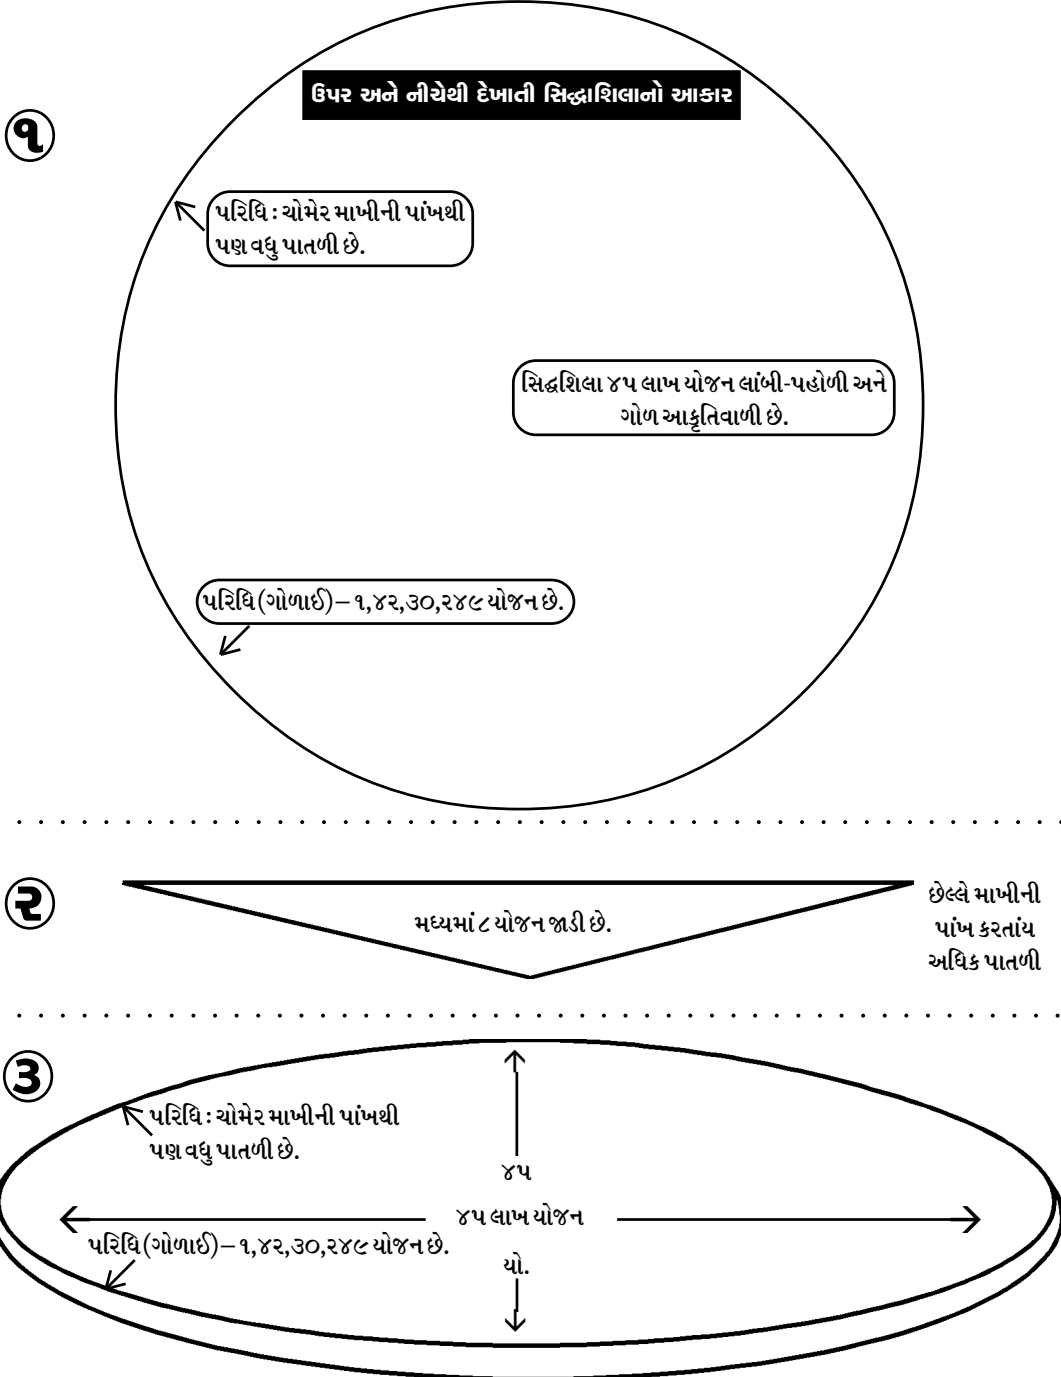 ઉપર અને નીચેથી દેખાતી સિદ્ધાશિલાનો આકાર
૧
પરિધિ : ચોમેર માખીની પાંખથી
પણ વધુ પાતળી છે.
સિદ્ધશિલા ૪૫ લાખ યોજન લાંબી-પહોળી અને
ગોળ આકૃતિવાળી છે.
પરિધિ (ગોળાઈ) – ૧,૪૨,૩૦,૨૪૯ યોજન છે.
૨
મધ્યમાં ૮ યોજન જાડી છે.
છેલ્લે માખીની
પાંખ કરતાંય
અધિક પાતળી
૩
પરિધિ : ચોમેર માખીની પાંખથી
પણ વધુ પાતળી છે.
૪૫
૪૫ લાખ યોજન
પરિધિ (ગોળાઈ) – ૧,૪૨,૩૦,૨૪૯ યોજન છે.
યો.